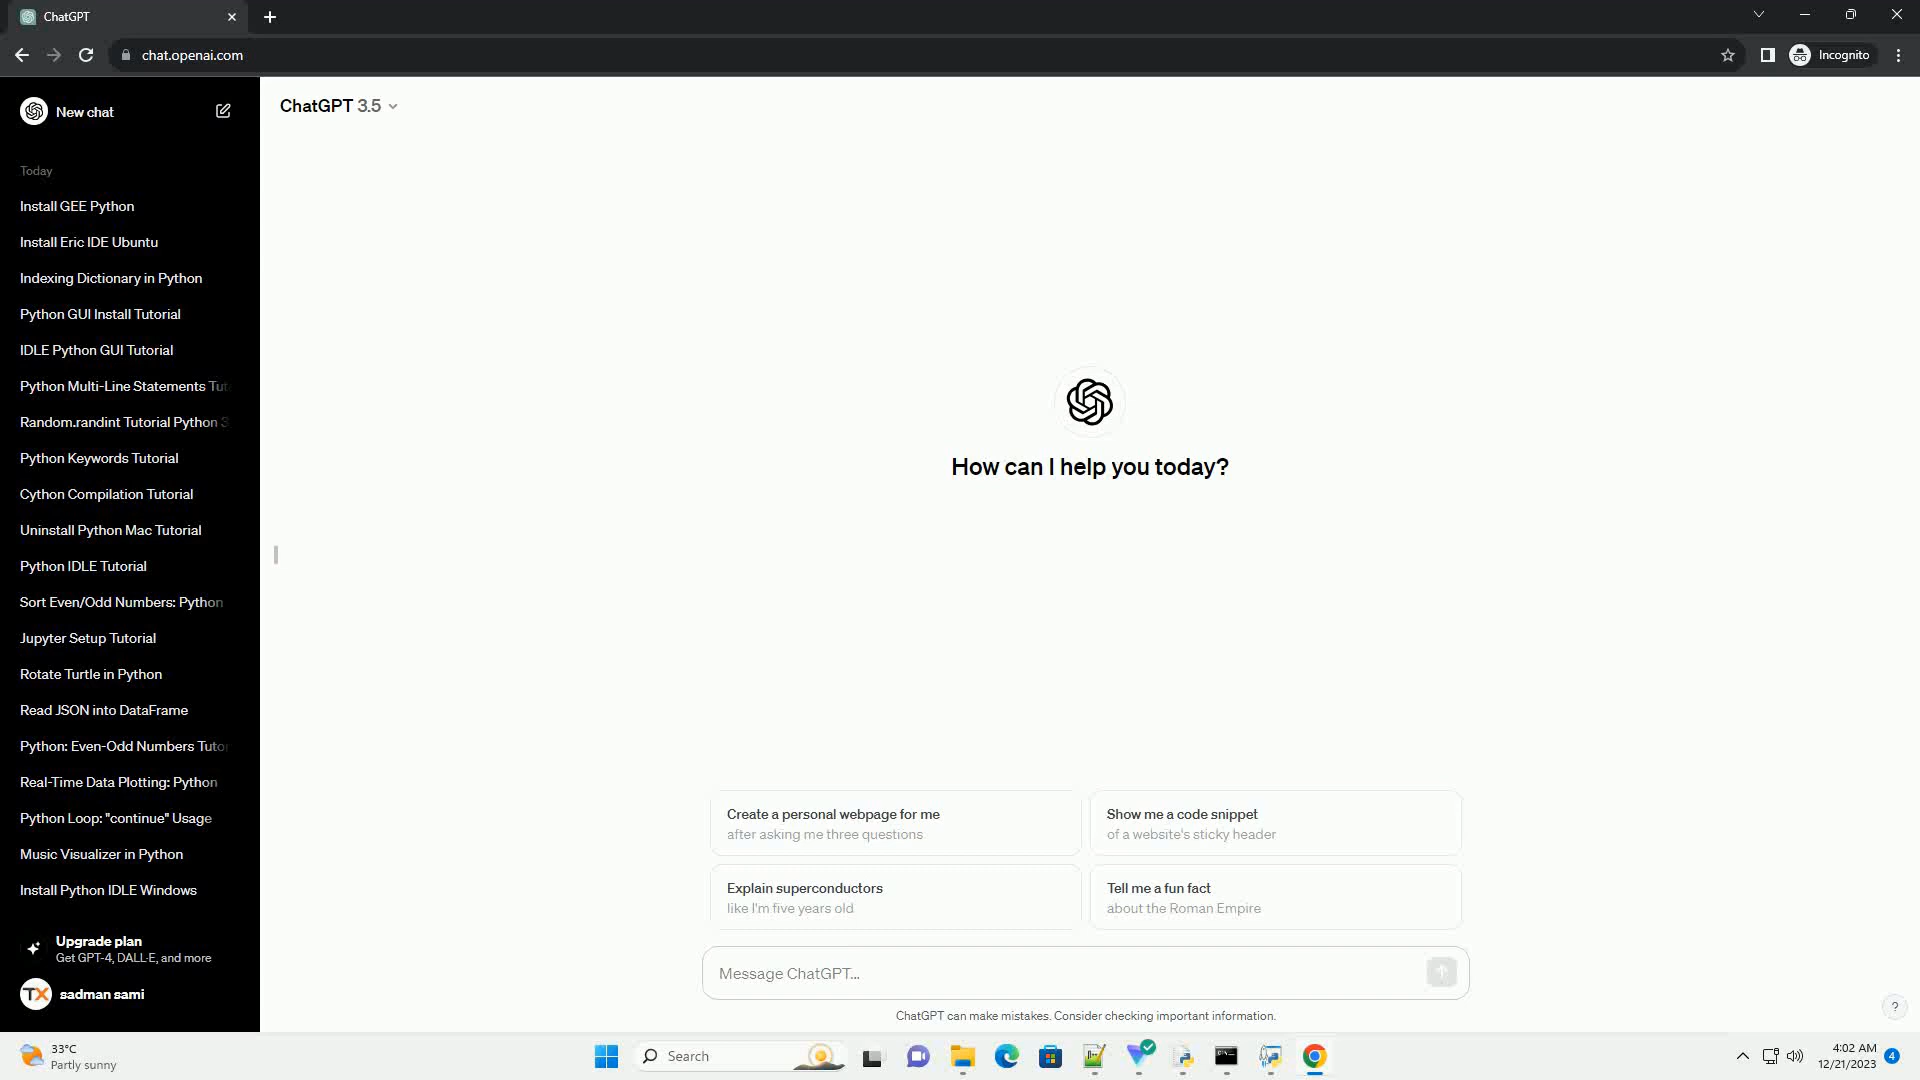 ChatGPT
chat.openai.com
Incognito
New chat
ChatGPT 3.5
Today
Install GEE Python
Install Eric IDE Ubuntu
Indexing Dictionary in Python
Python GUI Install Tutorial
IDLE Python GUI Tutorial
Python Multi-Line Statements Tut
Random.randint Tutorial Python 3
Python Keywords Tutorial
Cython Compilation Tutorial
Uninstall Python Mac Tutorial
Python IDLE Tutorial
Sort Even/Odd Numbers: Python
Jupyter Setup Tutorial
Rotate Turtle in Python
Read JSON into DataFrame
Python: Even-Odd Numbers Tutor
Real-Time Data Plotting: Python
Python Loop: "continue" Usage
Music Visualizer in Python
Install Python IDLE Windows
Upgrade plan
Get GPT-4, DALL·E, and more
TX
sadman sami
How can I help you today?
Create a personal webpage for me
after asking me three questions
Show me a code snippet
of a website's sticky header
Explain superconductors
like I'm five years old
Tell me a fun fact
about the Roman Empire
Message ChatGPT...
ChatGPT can make mistakes. Consider checking important information.
?
33°C
Partly sunny
Search
4:02 AM
12/21/2023
4